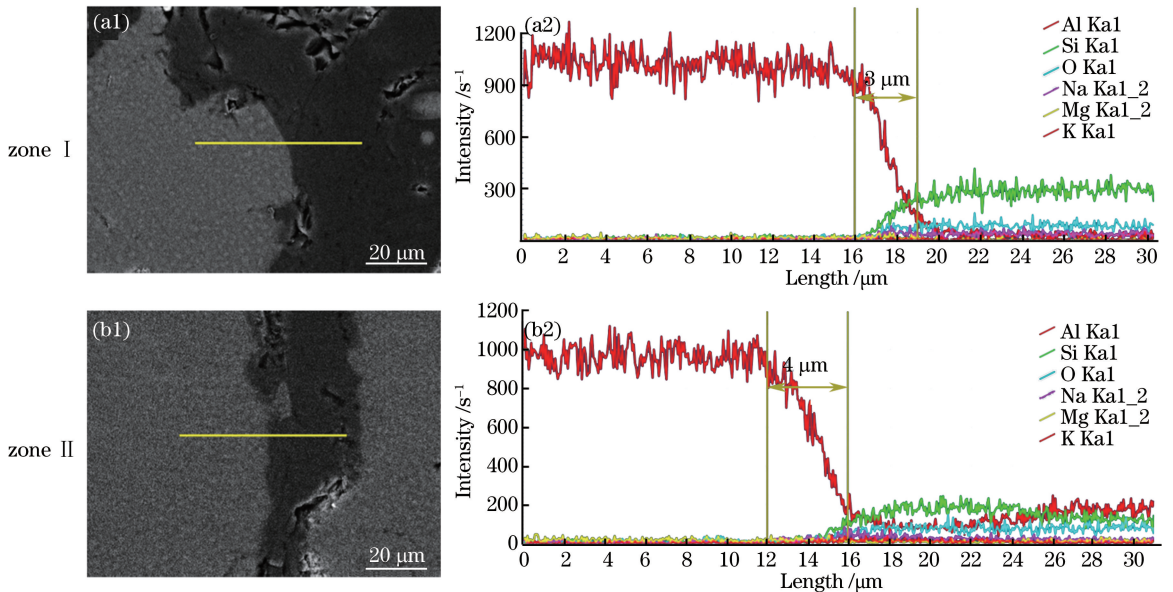 zone Ⅰ
(a1)
20 μm
(a2)
1200
900
600
300
0 2 4 6 8 10 12 14 16 18 20 22 24 26 28 30
Intensity /s⁻¹
Length /μm
3 μm
Al Ka1
Si Ka1
O Ka1
Na Ka1_2
Mg Ka1_2
K Ka1
zone Ⅱ
(b1)
20 μm
(b2)
1200
1000
800
600
400
200
0
0 2 4 6 8 10 12 14 16 18 20 22 24 26 28 30
Intensity /s⁻¹
Length /μm
4 μm
Al Ka1
Si Ka1
O Ka1
Na Ka1_2
Mg Ka1_2
K Ka1